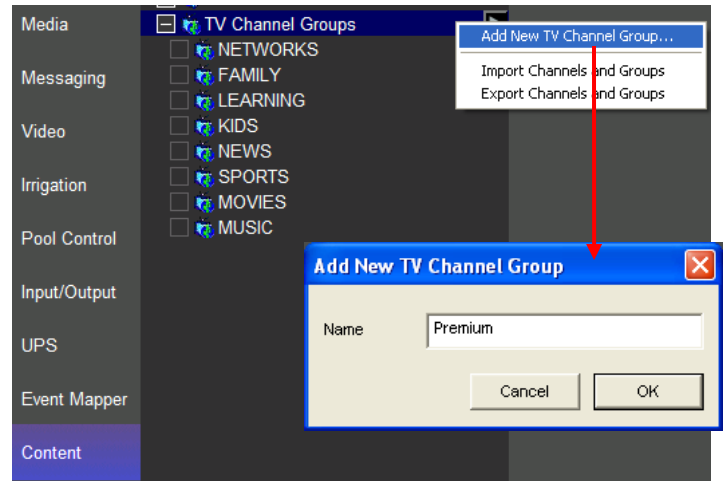 Media
Messaging
Video
Irrigation
Pool Control
Input/Output
UPS
Event Mapper
Content
TV Channel Groups
NETWORKS
FAMILY
LEARNING
KIDS
NEWS
SPORTS
MOVIES
MUSIC
Add New TV Channel Group...
Import Channels and Groups
Export Channels and Groups
Add New TV Channel Group
Name
Premium
Cancel
OK